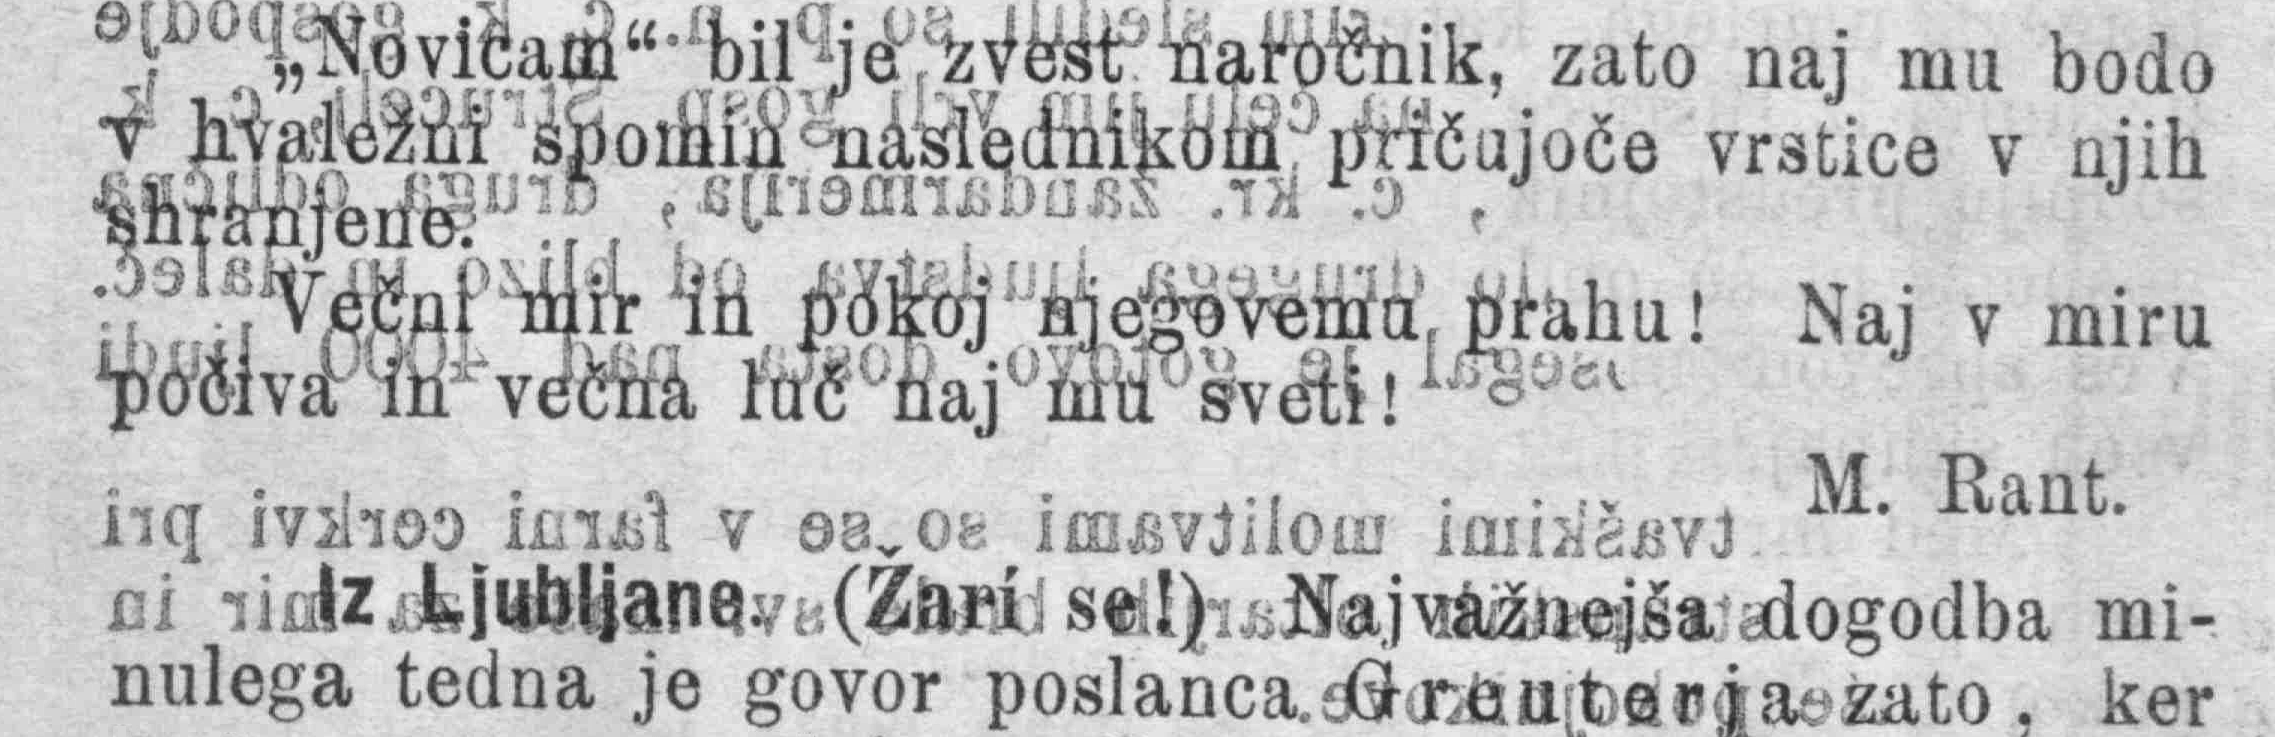 „Novicam“ bil je zvest naročnik, zato naj mu bodo
v hvaležni spomin naslednikom pričujoče vrstice v njih
shranjene.
Večni mir in pokoj njegovemu prahu! Naj v miru
počiva in večna luč naj mu sveti!
M. Rant.
Iz Ljubljane. (Žari se!) Najvažnejša dogodba mi-
nulega tedna je govor poslanca Greuterja zato, ker